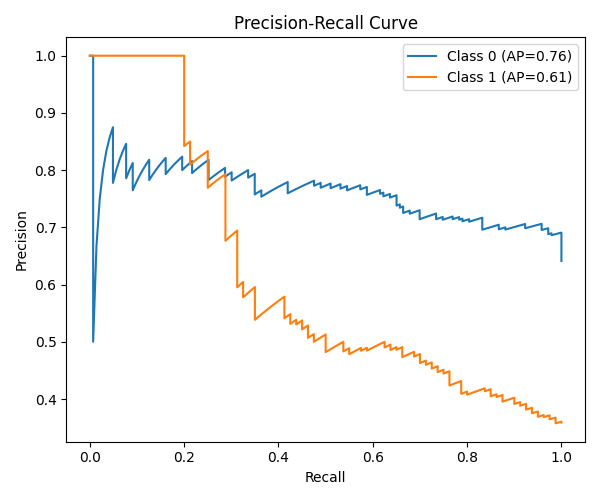 Precision-Recall Curve
Class 0 (AP=0.76)
Class 1 (AP=0.61)
Precision
1.0
0.9
0.8
0.7
0.6
0.5
0.4
0.0 0.2 0.4 0.6 0.8 1.0
Recall